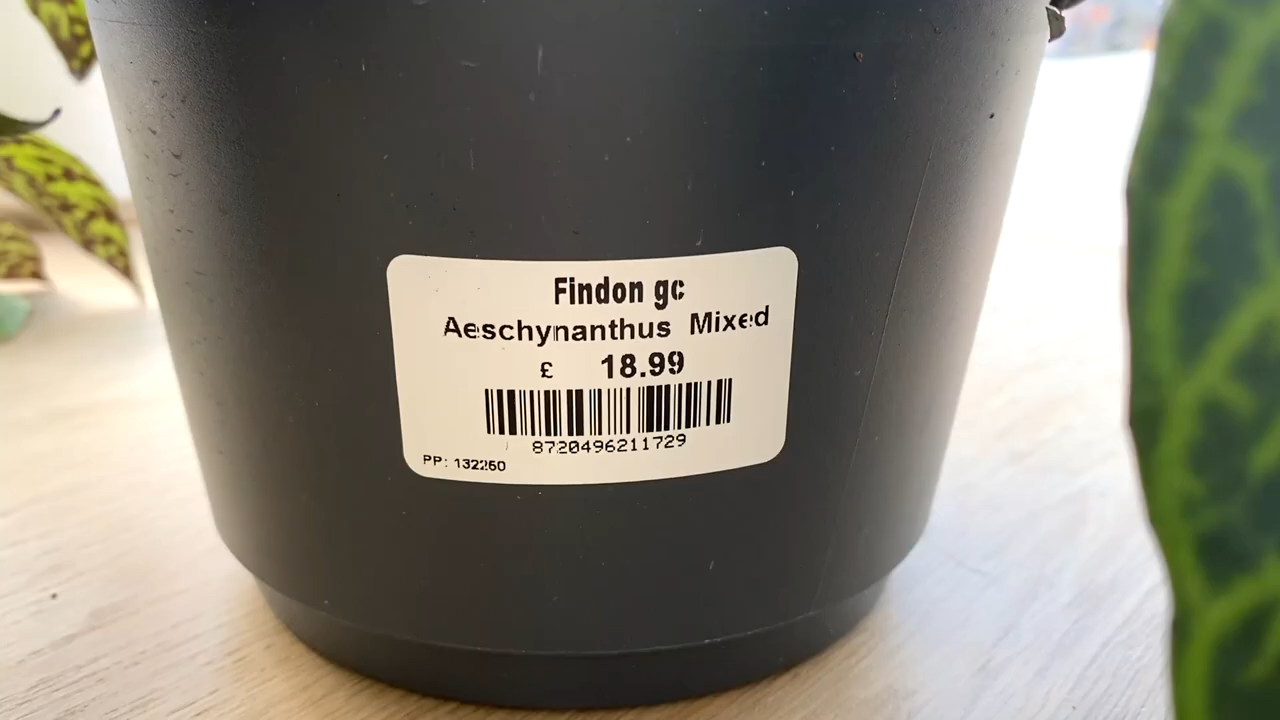 Findon gc
Aeschynanthus Mixed
£ 18.99
8720496211729
PP: 132260